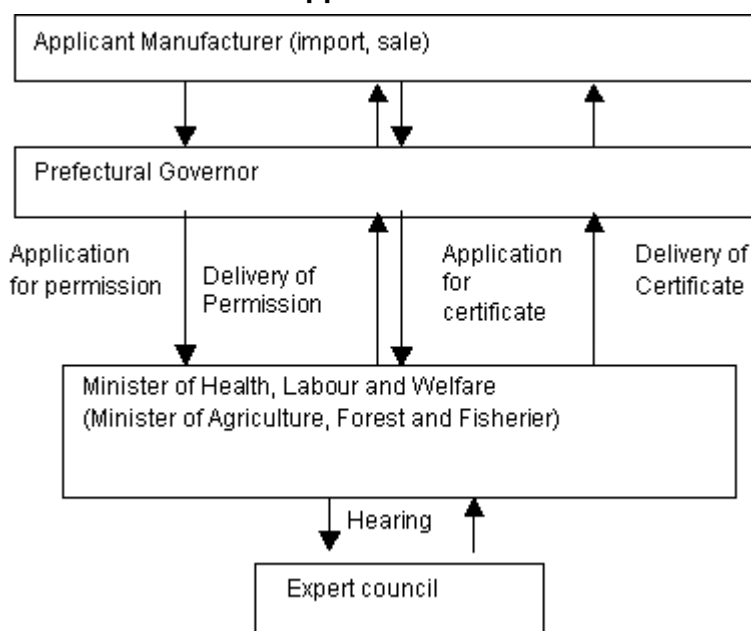 Applicant Manufacturer (import, sale)
Prefectural Governor
Application
for permission
Delivery of
Permission
Application
for
certificate
Delivery of
Certificate
Minister of Health, Labour and Welfare
(Minister of Agriculture, Forest and Fisherier)
Hearing
Expert council